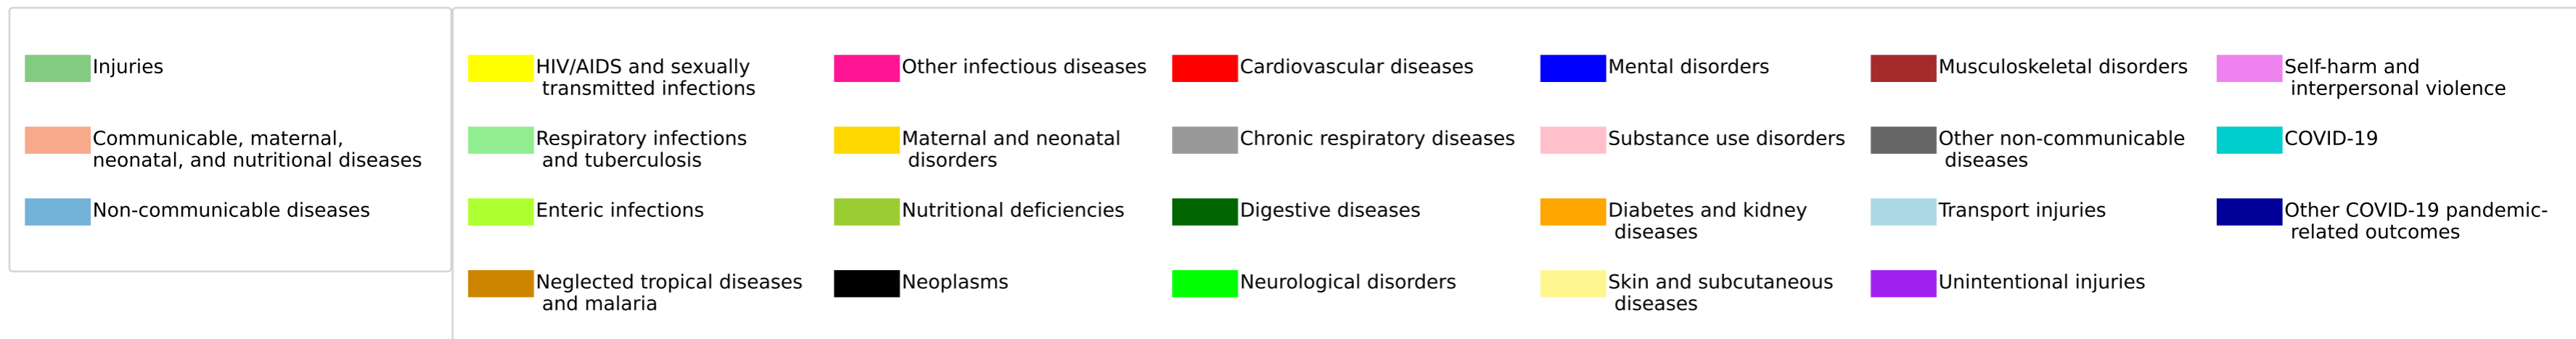 Injuries
Communicable, maternal,
neonatal, and nutritional diseases
Non-communicable diseases
HIV/AIDS and sexually
transmitted infections
Respiratory infections
and tuberculosis
Enteric infections
Neglected tropical diseases
and malaria
Other infectious diseases
Maternal and neonatal
disorders
Nutritional deficiencies
Neoplasms
Cardiovascular diseases
Chronic respiratory diseases
Digestive diseases
Neurological disorders
Mental disorders
Substance use disorders
Diabetes and kidney
diseases
Skin and subcutaneous
diseases
Musculoskeletal disorders
Other non-communicable
diseases
Transport injuries
Unintentional injuries
Self-harm and
interpersonal violence
COVID-19
Other COVID-19 pandemic-
related outcomes